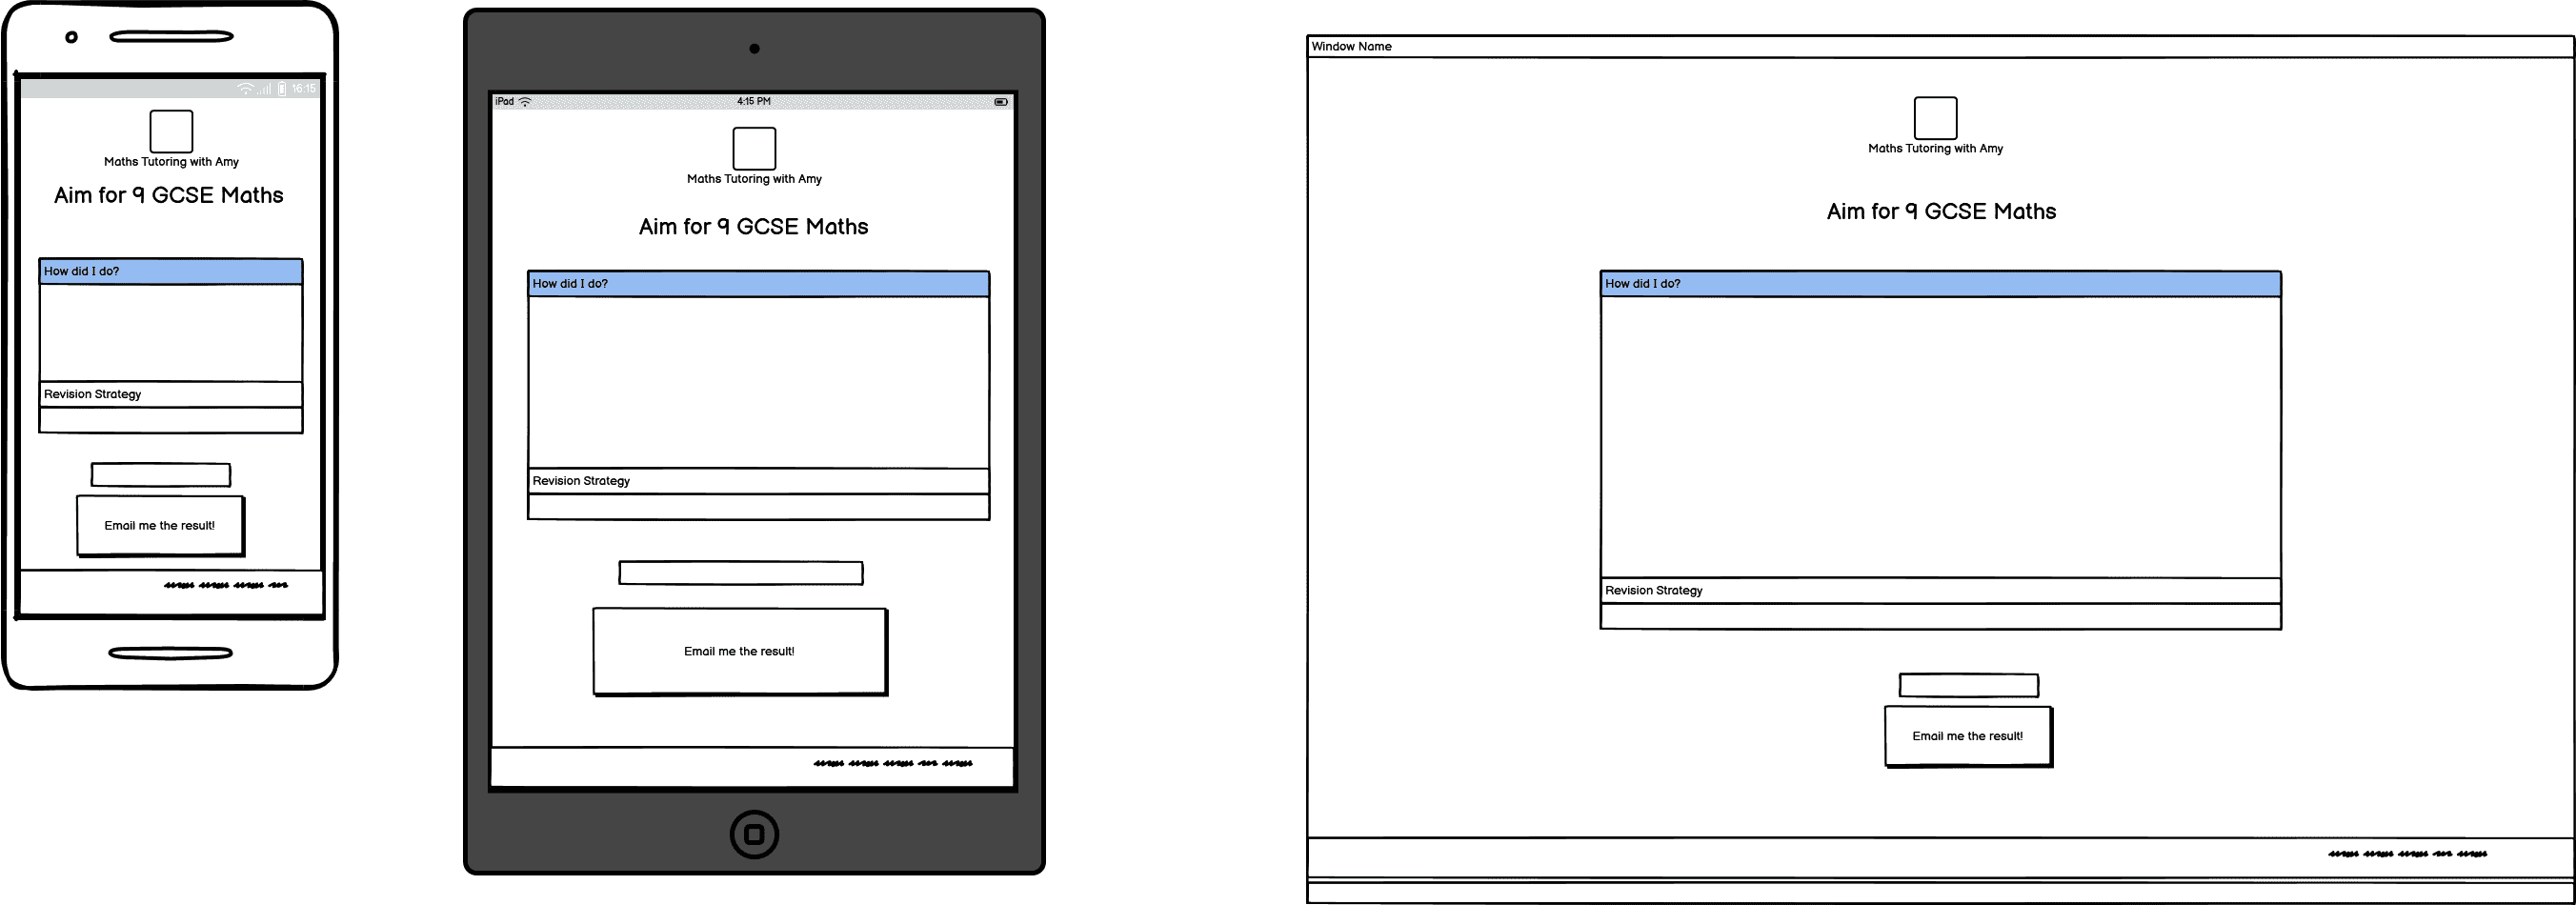 16:15
Maths Tutoring with Amy
Aim for 9 GCSE Maths
How did I do?
Revision Strategy
Email me the result!
iPad
4:15 PM
Maths Tutoring with Amy
Aim for 9 GCSE Maths
How did I do?
Revision Strategy
Email me the result!
Window Name
Maths Tutoring with Amy
Aim for 9 GCSE Maths
How did I do?
Revision Strategy
Email me the result!